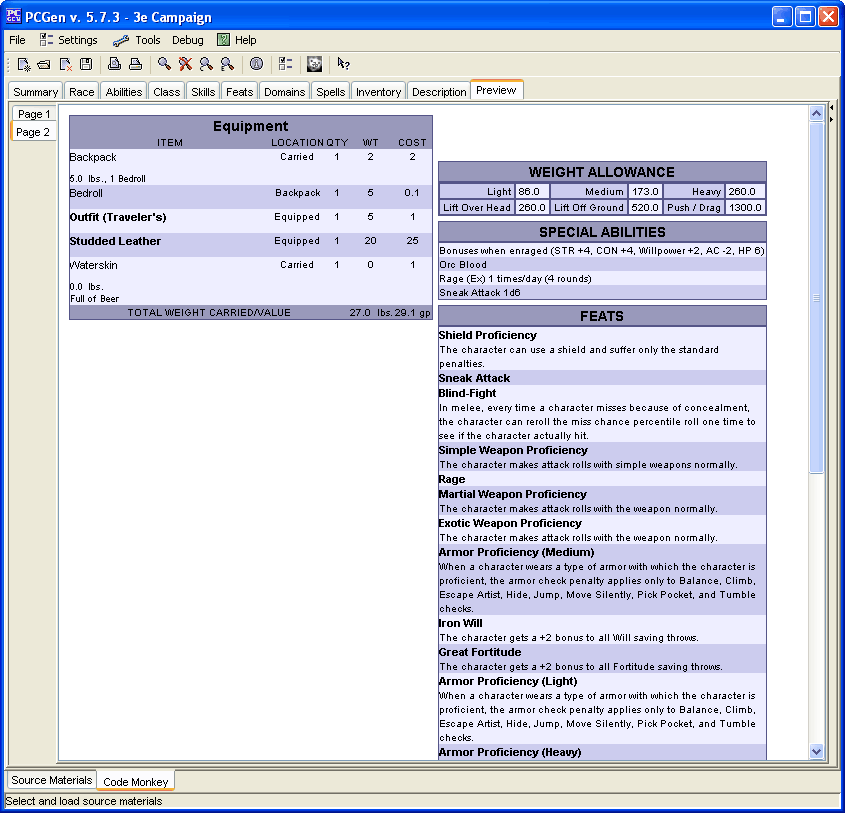 PCGen v. 5.7.3 - 3e Campaign
File Settings Tools Debug Help
Summary Race Abilities Class Skills Feats Domains Spells Inventory Description Preview
Page 1
Page 2
Equipment
ITEM LOCATION QTY WT COST
Backpack Carried 1 2 2
5.0 lbs., 1 Bedroll
Bedroll Backpack 1 5 0.1
Outfit (Traveler's) Equipped 1 5 1
Studded Leather Equipped 1 20 25
Waterskin Carried 1 0 1
0.0 lbs.
Full of Beer
TOTAL WEIGHT CARRIED/VALUE 27.0 lbs. 29.1 gp
WEIGHT ALLOWANCE
Light 86.0 Medium 173.0 Heavy 260.0
Lift Over Head 260.0 Lift Off Ground 520.0 Push / Drag 1300.0
SPECIAL ABILITIES
Bonuses when enraged (STR +4, CON +4, Willpower +2, AC -2, HP 6)
Orc Blood
Rage (Ex) 1 times/day (4 rounds)
Sneak Attack 1d6
FEATS
Shield Proficiency
The character can use a shield and suffer only the standard
penalties.
Sneak Attack
Blind-Fight
In melee, every time a character misses because of concealment,
the character can reroll the miss chance percentile roll one time to
see if the character actually hit.
Simple Weapon Proficiency
The character makes attack rolls with simple weapons normally.
Rage
Martial Weapon Proficiency
The character makes attack rolls with the weapon normally.
Exotic Weapon Proficiency
The character makes attack rolls with the weapon normally.
Armor Proficiency (Medium)
When a character wears a type of armor with which the character is
proficient, the armor check penalty applies only to Balance, Climb,
Escape Artist, Hide, Jump, Move Silently, Pick Pocket, and Tumble
checks.
Iron Will
The character gets a +2 bonus to all Will saving throws.
Great Fortitude
The character gets a +2 bonus to all Fortitude saving throws.
Armor Proficiency (Light)
When a character wears a type of armor with which the character is
proficient, the armor check penalty applies only to Balance, Climb,
Escape Artist, Hide, Jump, Move Silently, Pick Pocket, and Tumble
checks.
Armor Proficiency (Heavy)
Source Materials Code Monkey
Select and load source materials